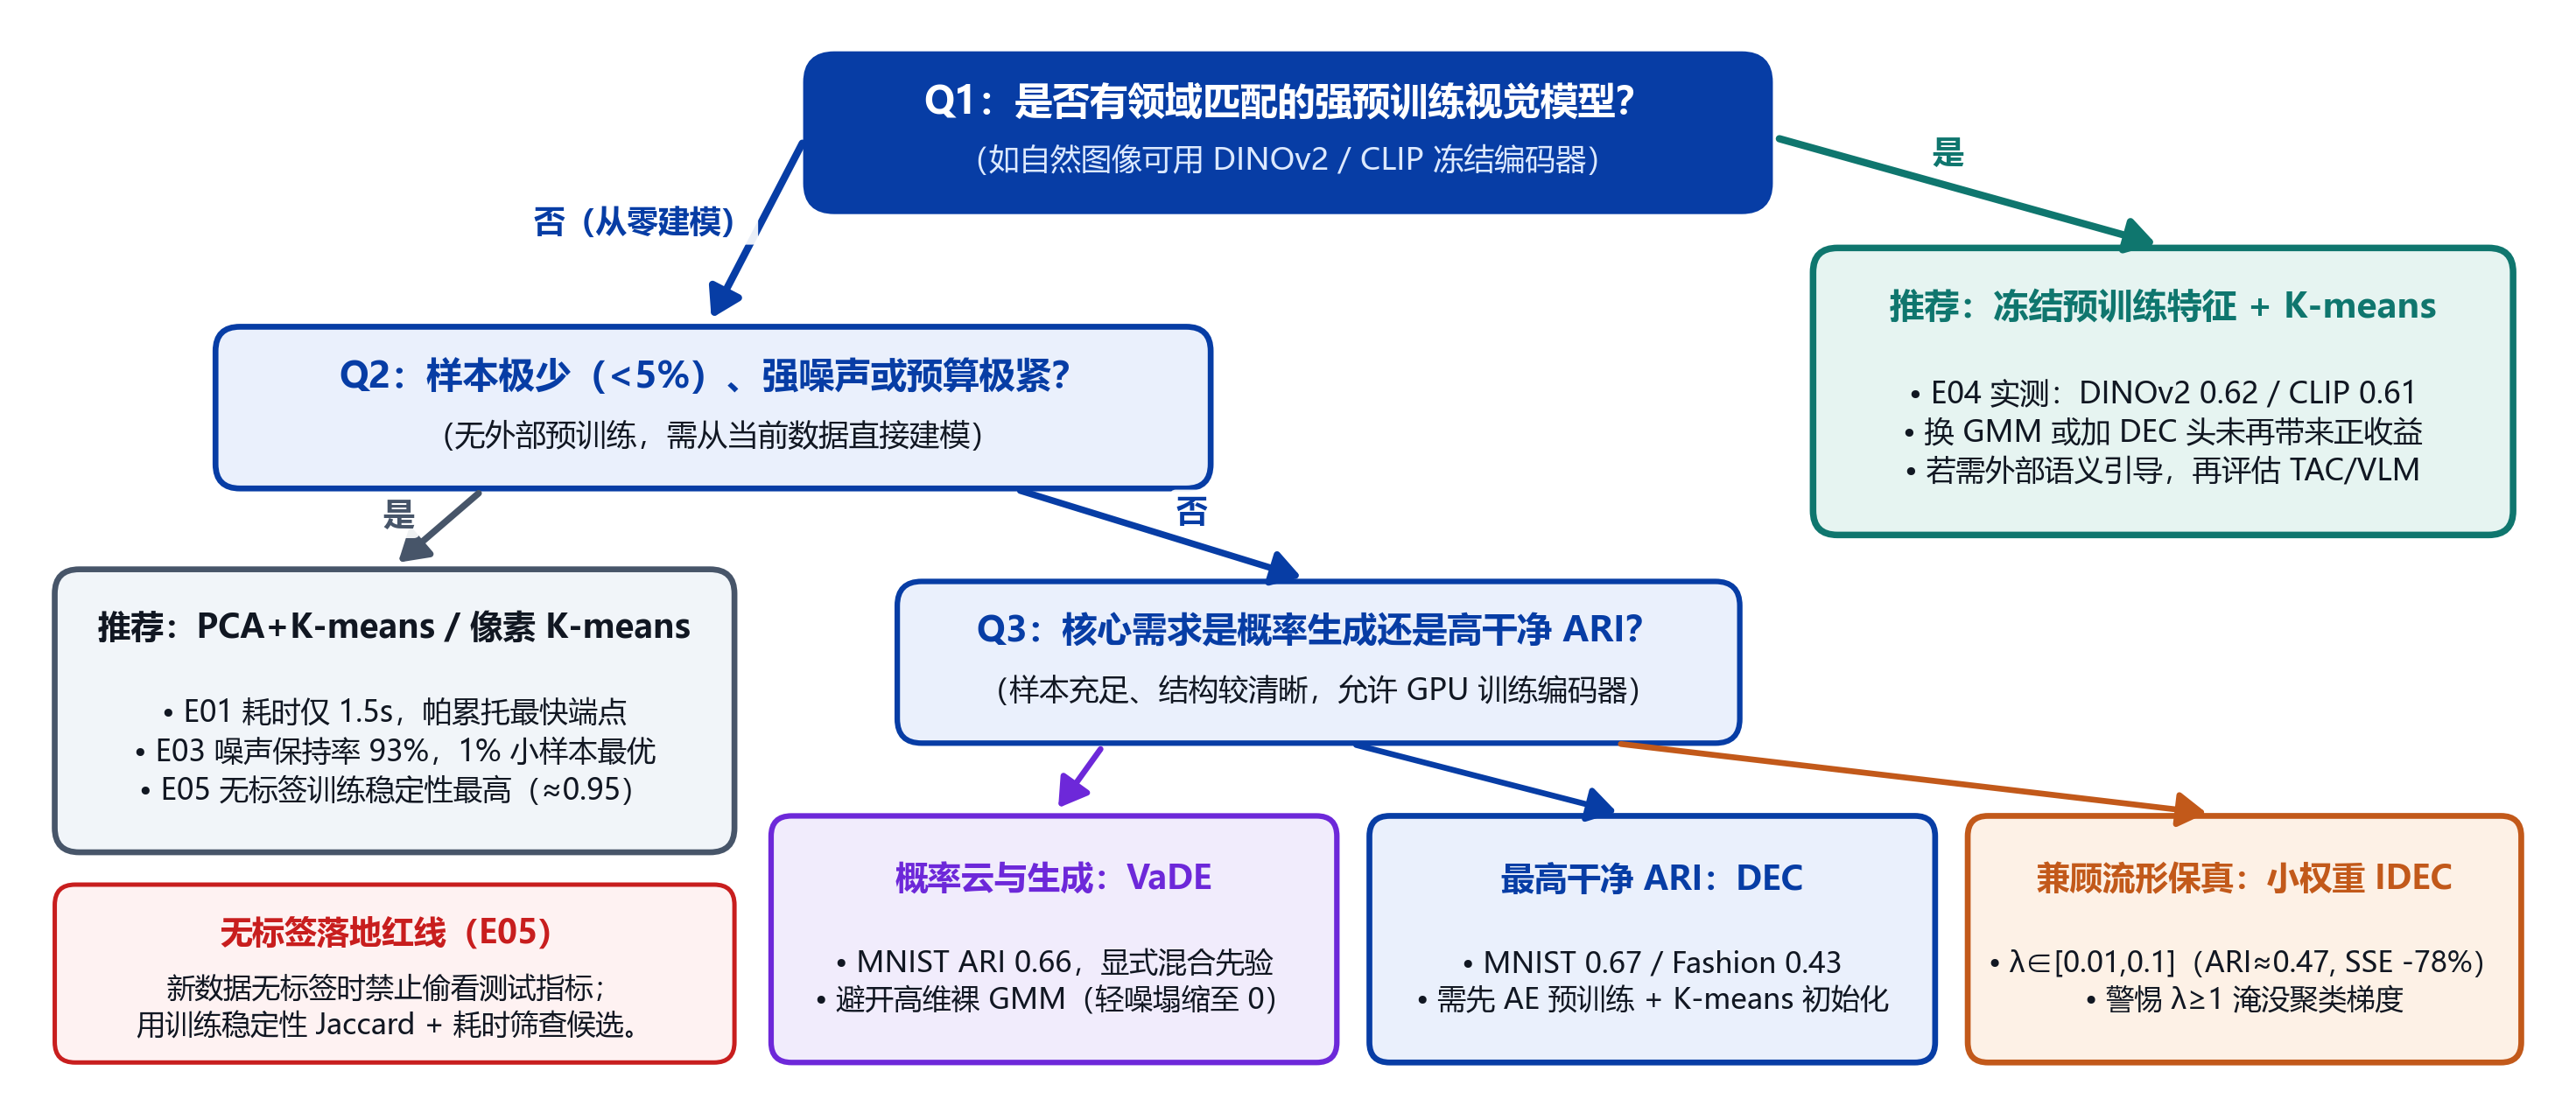 Q1：是否有领域匹配的强预训练视觉模型？
（如自然图像可用 DINOv2 / CLIP 冻结编码器）
否（从零建模）
是
推荐：冻结预训练特征 + K-means
• E04 实测：DINOv2 0.62 / CLIP 0.61
• 换 GMM 或加 DEC 头未再带来正收益
• 若需外部语义引导，再评估 TAC/VLM
Q2：样本极少（<5%）、强噪声或预算极紧？
（无外部预训练，需从当前数据直接建模）
是
否
推荐：PCA+K-means / 像素 K-means
• E01 耗时仅 1.5s，帕累托最快端点
• E03 噪声保持率 93%，1% 小样本最优
• E05 无标签训练稳定性最高（≈0.95）
Q3：核心需求是概率生成还是高干净 ARI？
（样本充足、结构较清晰，允许 GPU 训练编码器）
无标签落地红线（E05）
新数据无标签时禁止偷看测试指标；
用训练稳定性 Jaccard + 耗时筛查候选。
概率云与生成：VaDE
• MNIST ARI 0.66，显式混合先验
• 避开高维裸 GMM（轻噪塌缩至 0）
最高干净 ARI：DEC
• MNIST 0.67 / Fashion 0.43
• 需先 AE 预训练 + K-means 初始化
兼顾流形保真：小权重 IDEC
• λ∈[0.01,0.1]（ARI≈0.47, SSE -78%）
• 警惕 λ≥1 淹没聚类梯度